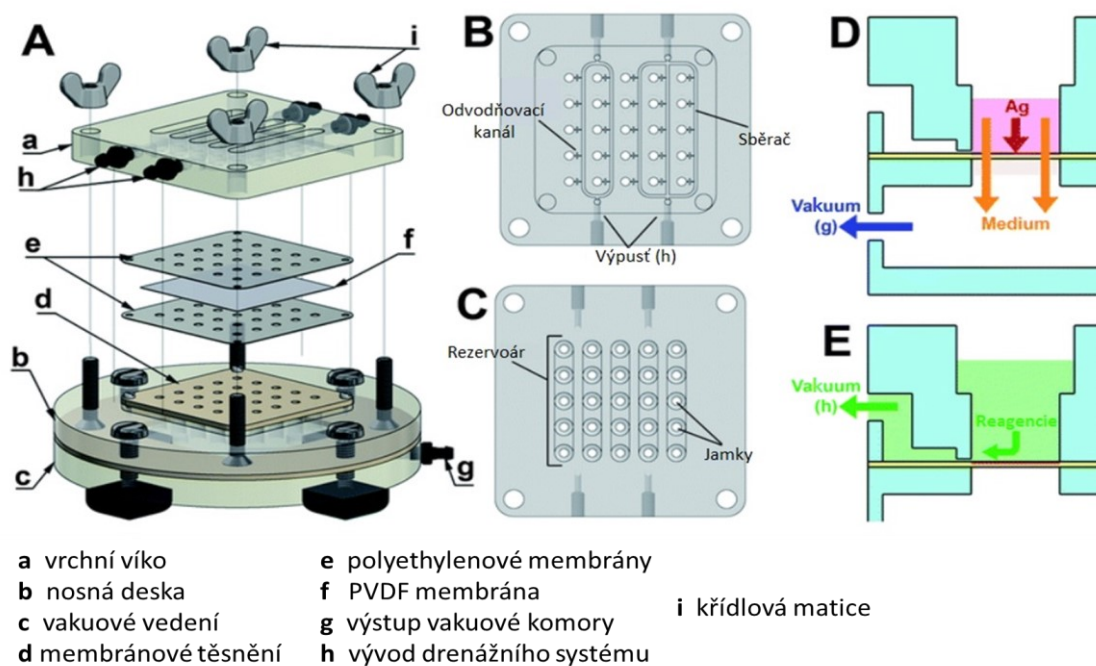 A
i
a
h
e
f
d
b
c
g
B
Odvodňovací
kanál
Sběrač
Výpusť (h)
C
Rezervoár
Jamky
D
Ag
Vakuum
(g)
Medium
E
Vakuum
(h)
Reagencie
a vrchní víko
b nosná deska
c vakuové vedení
d membránové těsnění
e polyethylenové membrány
f PVDF membrána
g výstup vakuové komory
h vývod drenážního systému
i křídlová matice